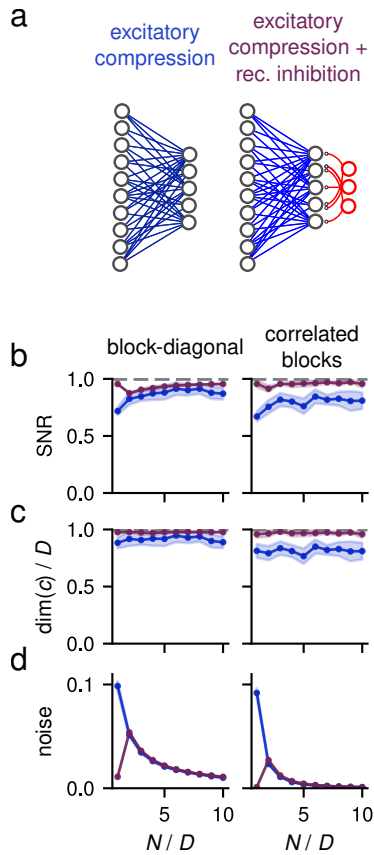 a
excitatory
compression
excitatory
compression +
rec. inhibition
b
block-diagonal
correlated
blocks
SNR
1.0
0.5
0.0
c
dim(c) / D
1.0
0.5
0.0
d
noise
0.1
0.0
5
10
5
10
N / D
N / D